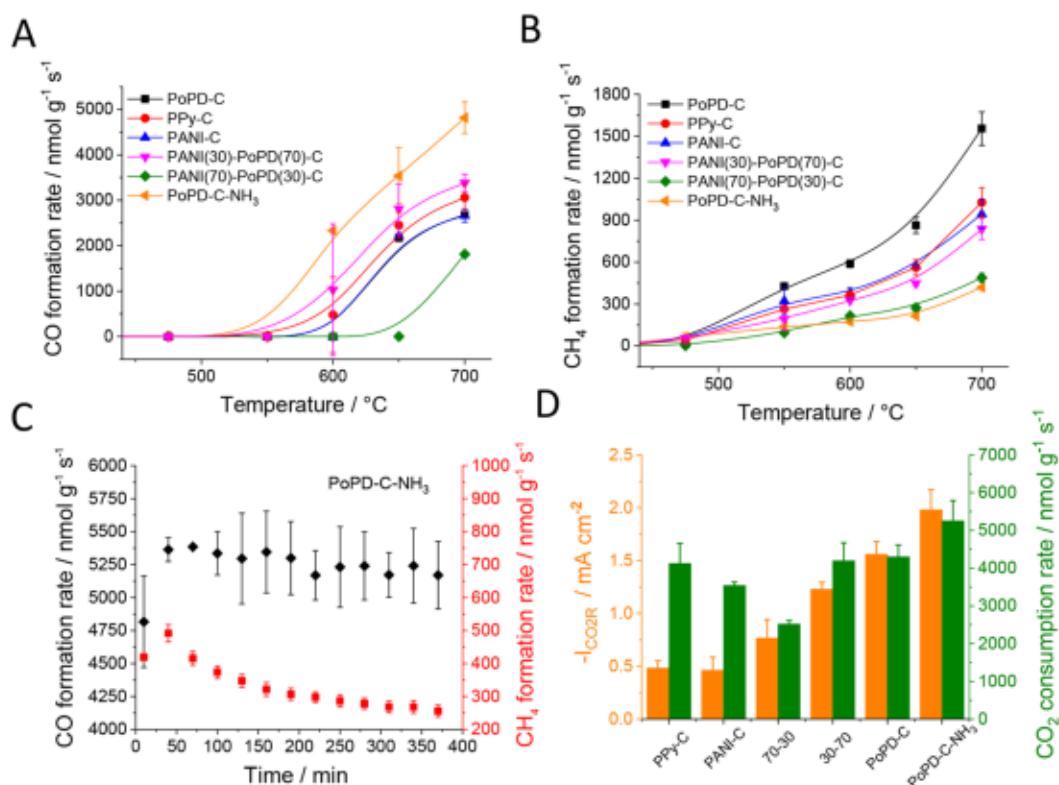 A
CO formation rate / nmol g⁻¹ s⁻¹
5000
4000
3000
2000
1000
0
PoPD-C
PPy-C
PANI-C
PANI(30)-PoPD(70)-C
PANI(70)-PoPD(30)-C
PoPD-C-NH₃
500
600
700
Temperature / °C
B
CH₄ formation rate / nmol g⁻¹ s⁻¹
1800
1500
1200
900
600
300
0
PoPD-C
PPy-C
PANI-C
PANI(30)-PoPD(70)-C
PANI(70)-PoPD(30)-C
PoPD-C-NH₃
500
600
700
Temperature / °C
C
CO formation rate / nmol g⁻¹ s⁻¹
6000
5750
5500
5250
5000
4750
4500
4250
4000
PoPD-C-NH₃
1000
900
800
700
600
500
400
300
200
CH₄ formation rate / nmol g⁻¹ s⁻¹
0
50
100
150
200
250
300
350
400
Time / min
D
-I_CO2R / mA cm⁻²
2.5
2.0
1.5
1.0
0.5
0.0
7000
6000
5000
4000
3000
2000
1000
0
CO₂ consumption rate / nmol g⁻¹ s⁻¹
PPy-C
PANI-C
70-30
30-70
PoPD-C
PoPD-C-NH₃